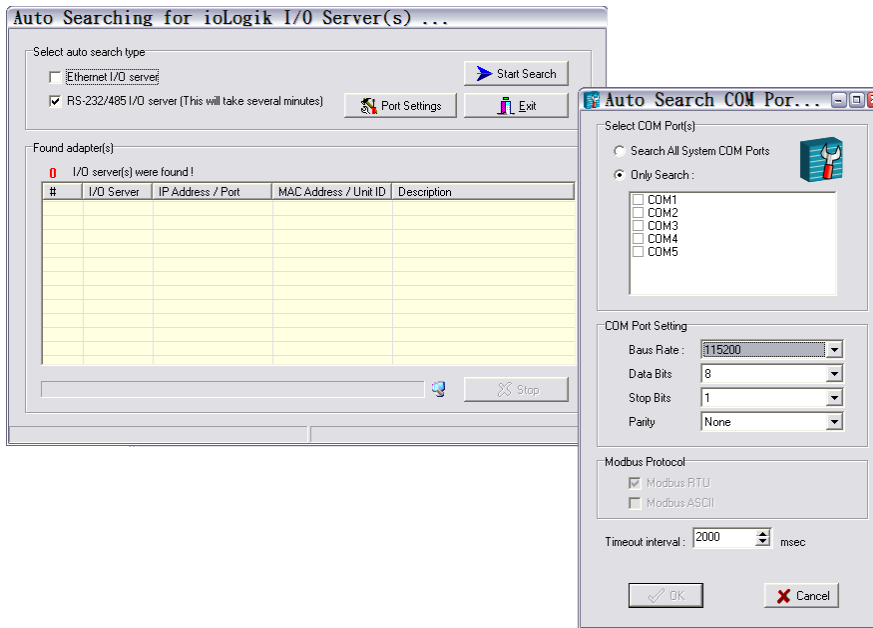 Auto Searching for ioLogik I/O Server(s) ...
Select auto search type
Ethernet I/O server
Start Search
RS-232/485 I/O server (This will take several minutes)
Port Settings
Exit
Found adapter(s)
0 I/O server(s) were found !
# I/O Server IP Address / Port MAC Address / Unit ID Description
Stop
Auto Search COM Por...
Select COM Port(s)
Search All System COM Ports
Only Search :
COM1
COM2
COM3
COM4
COM5
COM Port Setting
Baus Rate : 115200
Data Bits 8
Stop Bits 1
Parity None
Modbus Protocol
Modbus RTU
Modbus ASCII
Timeout interval : 2000 msec
OK
Cancel